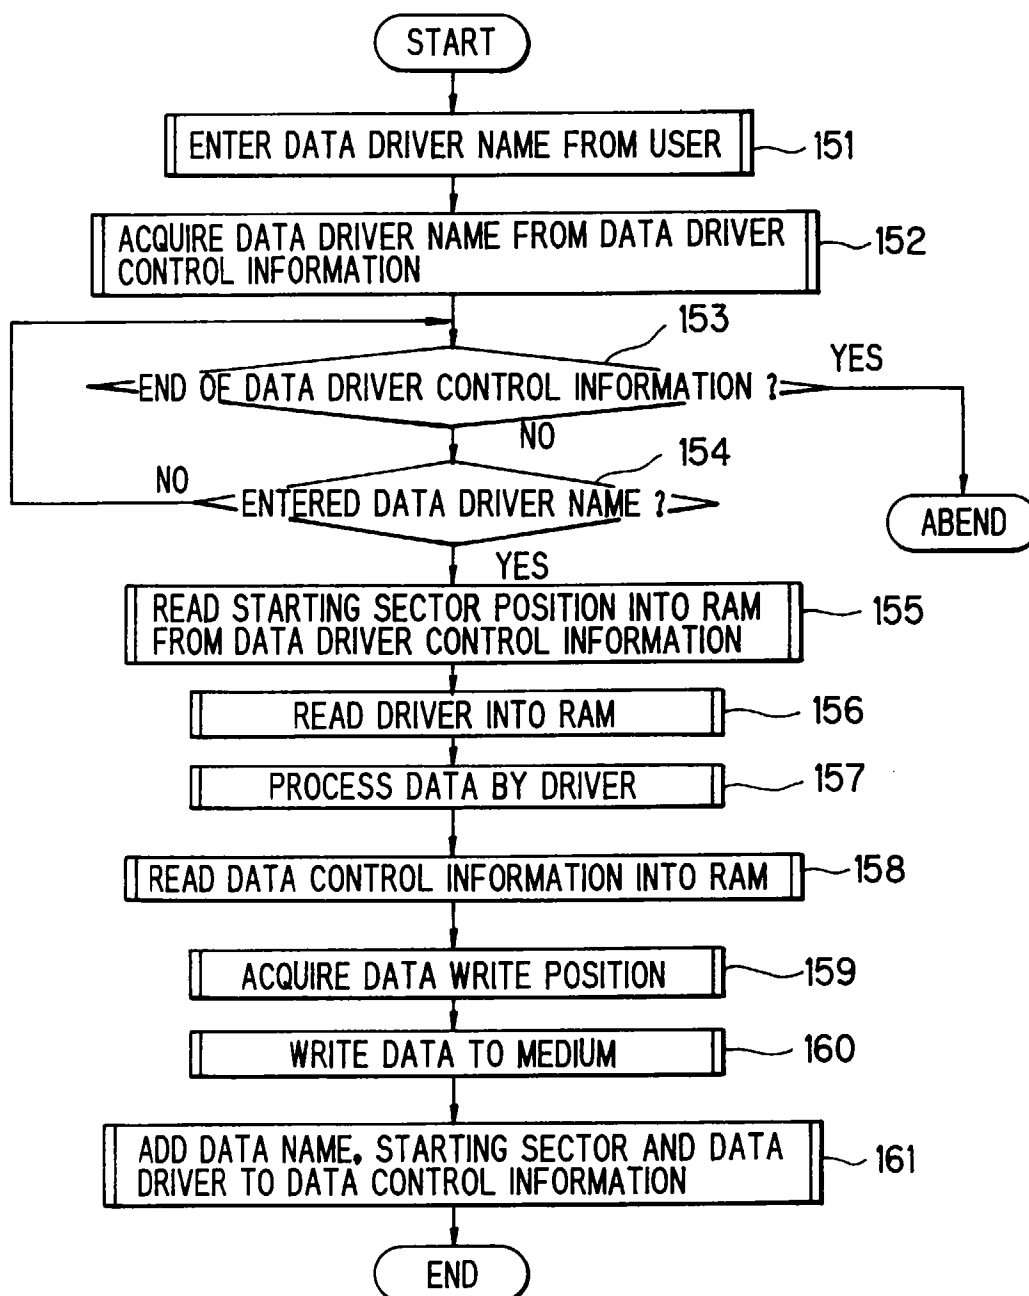 START
ENTER DATA DRIVER NAME FROM USER
151
ACQUIRE DATA DRIVER NAME FROM DATA DRIVER
CONTROL INFORMATION
152
153
END OF DATA DRIVER CONTROL INFORMATION ?
YES
NO
154
NO
ENTERED DATA DRIVER NAME ?
ABEND
YES
READ STARTING SECTOR POSITION INTO RAM
FROM DATA DRIVER CONTROL INFORMATION
155
READ DRIVER INTO RAM
156
PROCESS DATA BY DRIVER
157
READ DATA CONTROL INFORMATION INTO RAM
158
ACQUIRE DATA WRITE POSITION
159
WRITE DATA TO MEDIUM
160
ADD DATA NAME, STARTING SECTOR AND DATA
DRIVER TO DATA CONTROL INFORMATION
161
END